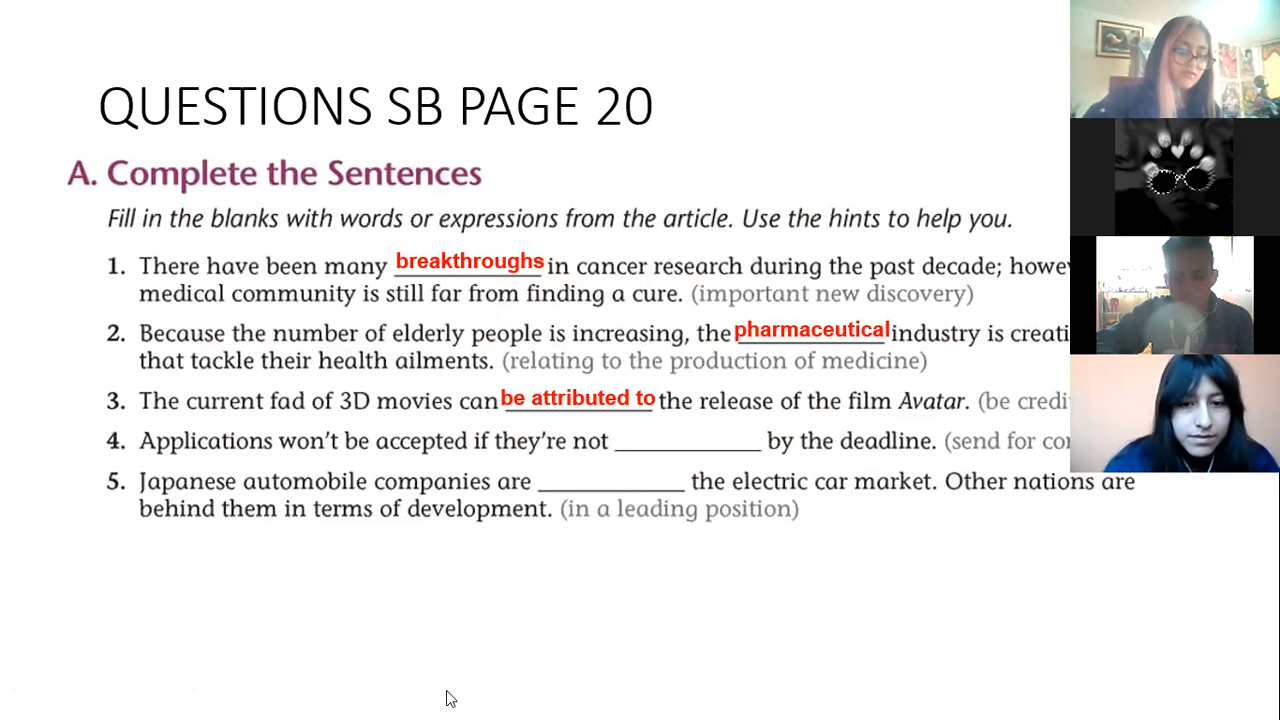 QUESTIONS SB PAGE 20
A. Complete the Sentences
Fill in the blanks with words or expressions from the article. Use the hints to help you.
1. There have been many breakthroughs in cancer research during the past decade; howe
medical community is still far from finding a cure. (important new discovery)
2. Because the number of elderly people is increasing, the pharmaceutical industry is creati
that tackle their health ailments. (relating to the production of medicine)
3. The current fad of 3D movies can be attributed to the release of the film Avatar. (be credi
4. Applications won't be accepted if they're not __________ by the deadline. (send for co
5. Japanese automobile companies are __________ the electric car market. Other nations are
behind them in terms of development. (in a leading position)